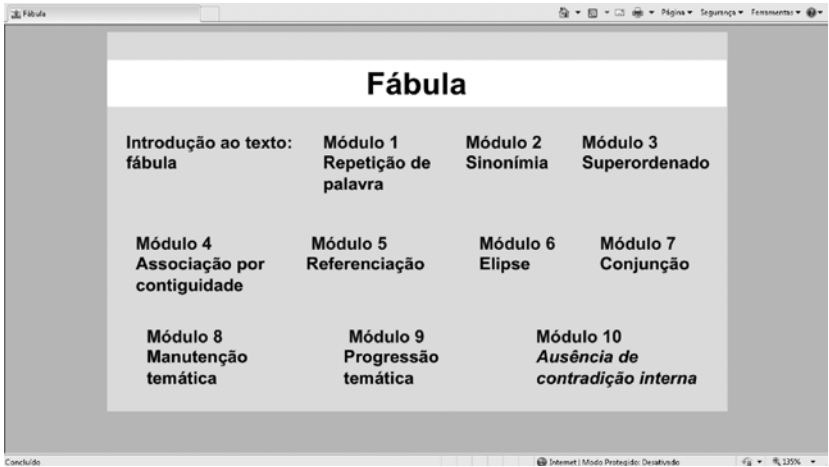 Fábula
Página Segurança Ferramentas
Fábula
Introdução ao texto:
fábula
Módulo 1
Repetição de
palavra
Módulo 2
Sinonímia
Módulo 3
Superordenado
Módulo 4
Associação por
contiguidade
Módulo 5
Referenciação
Módulo 6
Elipse
Módulo 7
Conjunção
Módulo 8
Manutenção
temática
Módulo 9
Progressão
temática
Módulo 10
Ausência de
contradição interna
Concluído Internet | Modo Protegido: Desativado 135%